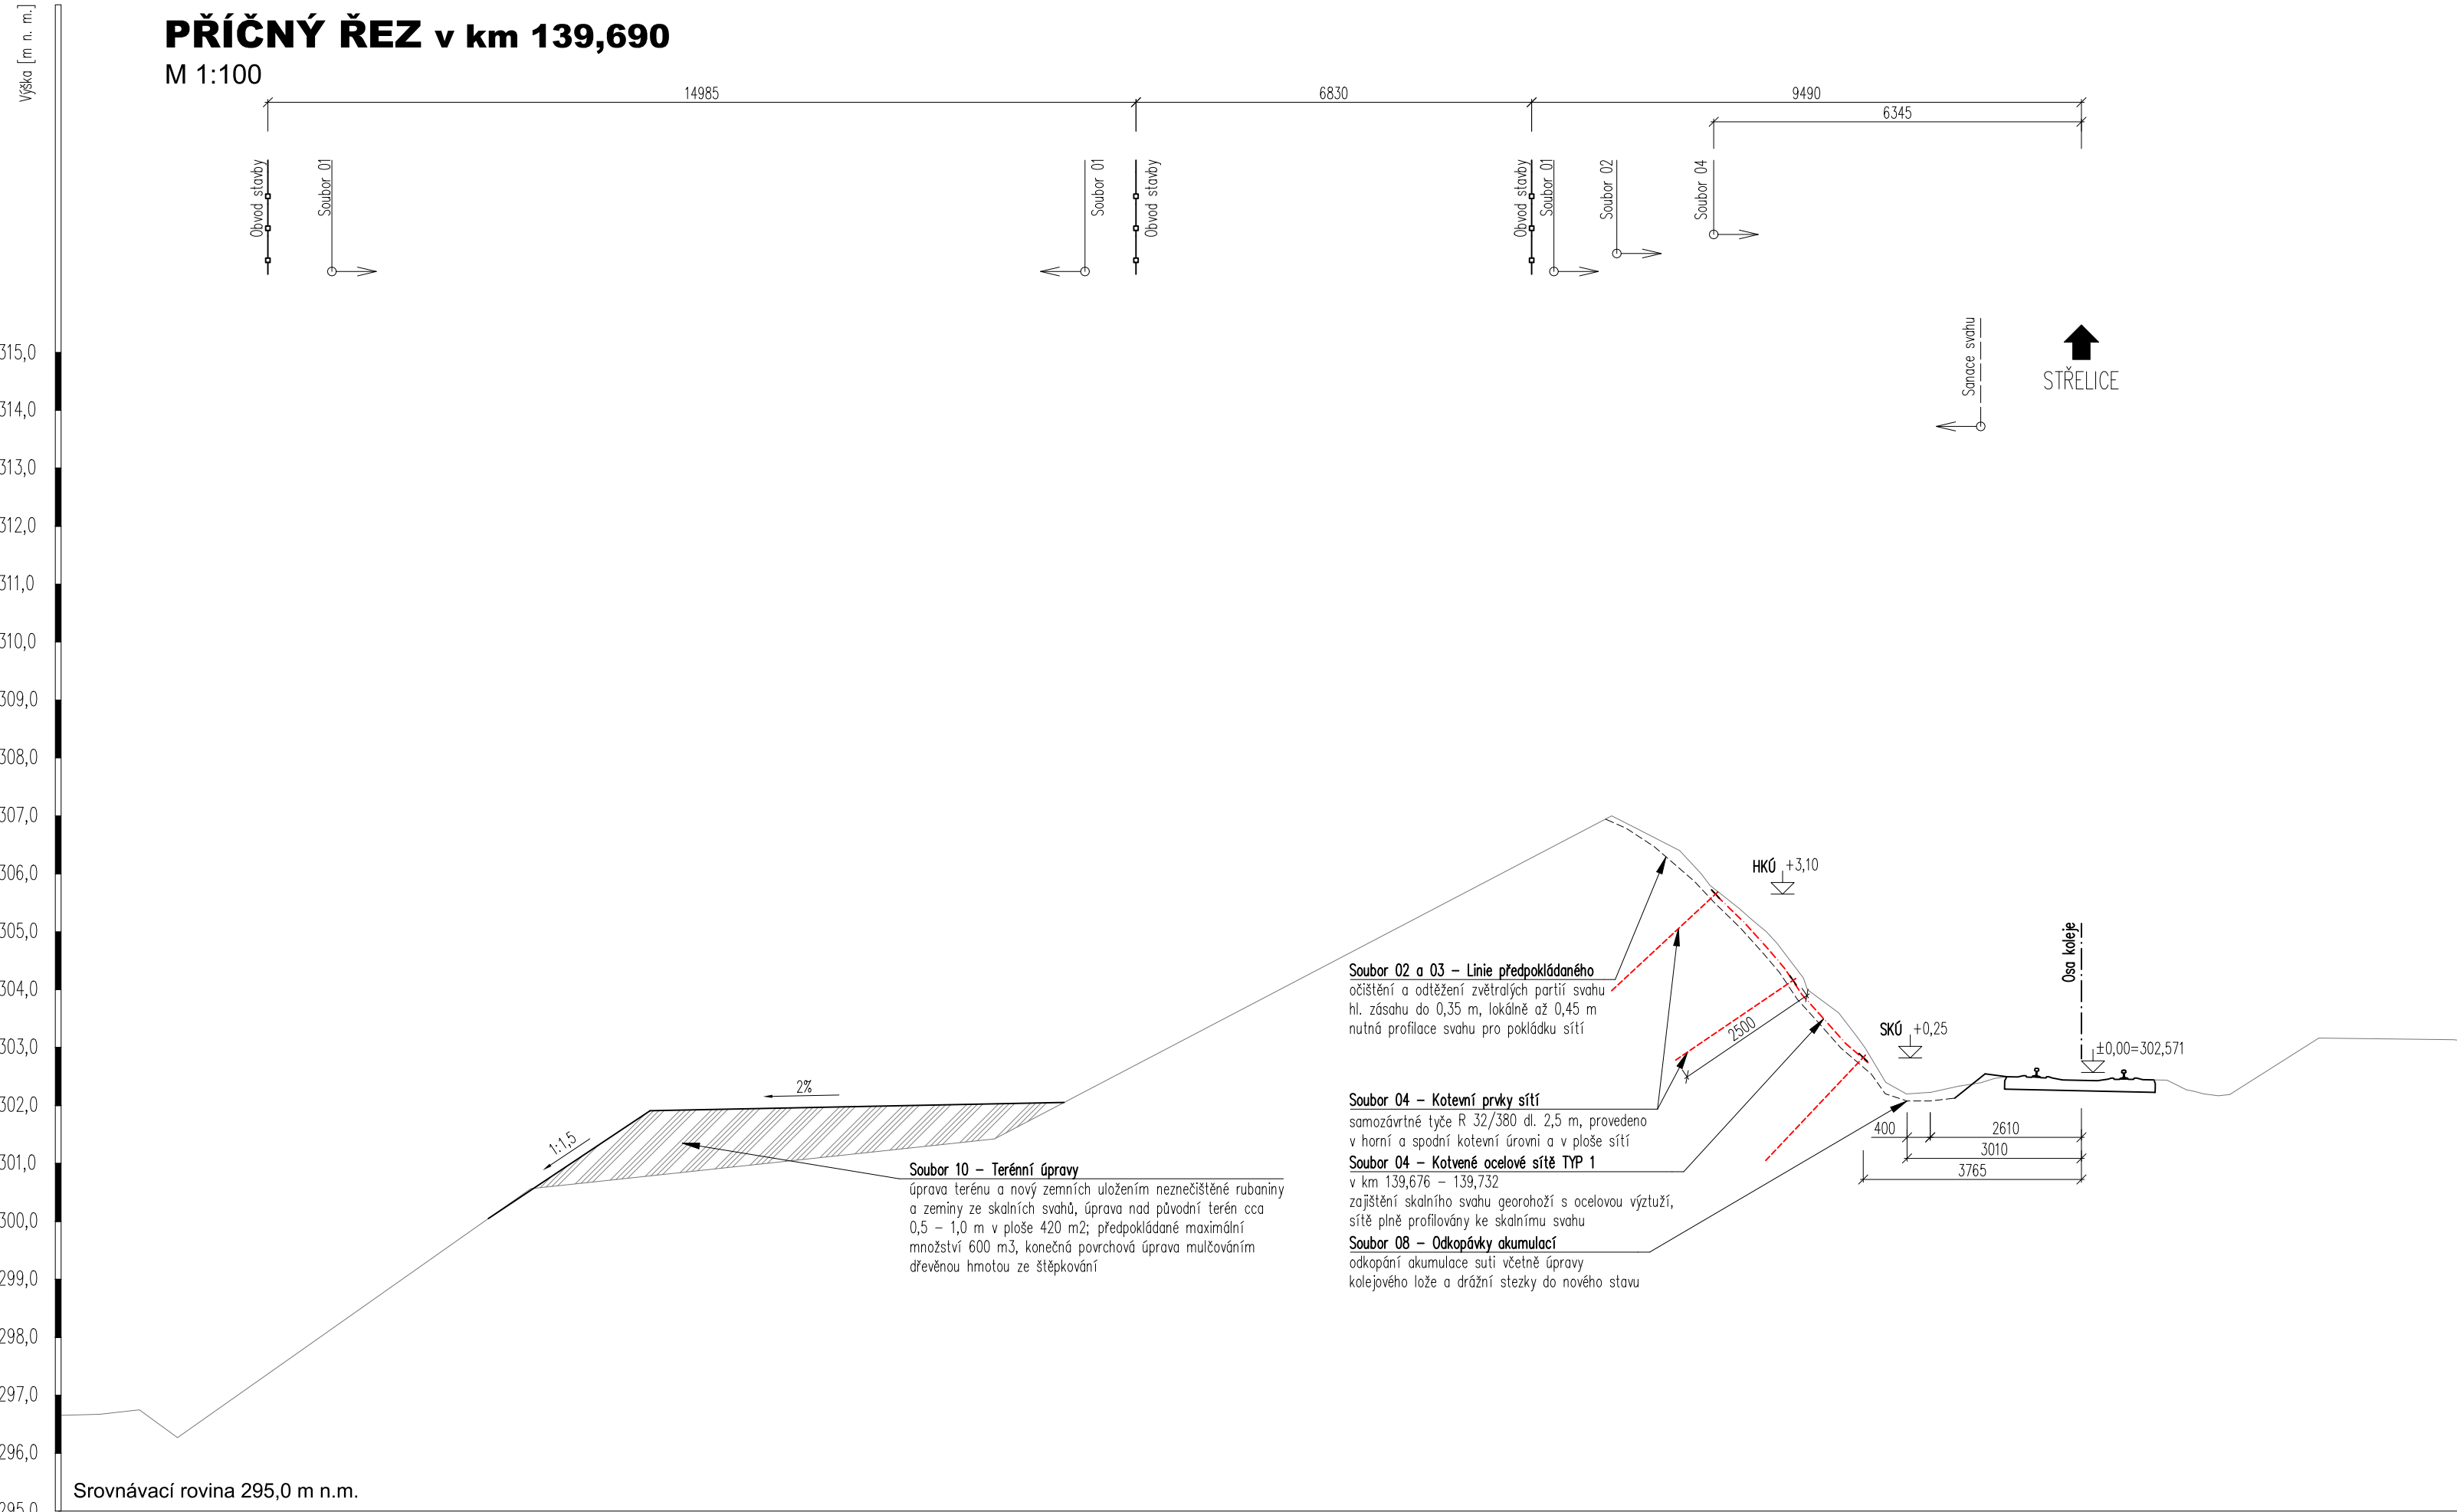 Výška [m n. m.]
PŘÍČNÝ ŘEZ v km 139,690
M 1:100
14985
6830
9490
6345
Obvod stavby
Soubor 01
Soubor 01
Obvod stavby
Obvod stavby
Soubor 01
Soubor 02
Soubor 04
Sanace svahu
STŘELICE
315,0
314,0
313,0
312,0
311,0
310,0
309,0
308,0
307,0
306,0
305,0
304,0
303,0
302,0
301,0
300,0
299,0
298,0
297,0
296,0
295,0
HKÚ +3,10
SKÚ +0,25
Osa koleje
±0,00=302,571
2500
400
2610
3010
3765
2%
1:1,5
Soubor 02 a 03 – Linie předpokládaného
očištění a odtěžení zvětralých partií svahu
hl. zásahu do 0,35 m, lokálně až 0,45 m
nutná profilace svahu pro pokládku sítí
Soubor 04 – Kotevní prvky sítí
samozávrtné tyče R 32/380 dl. 2,5 m, provedeno
v horní a spodní kotevní úrovni a v ploše sítí
Soubor 04 – Kotvené ocelové sítě TYP 1
v km 139,676 – 139,732
zajištění skalního svahu georohoží s ocelovou výztuží,
sítě plně profilovány ke skalnímu svahu
Soubor 08 – Odkopávky akumulací
odkopání akumulace suti včetně úpravy
kolejového lože a drážní stezky do nového stavu
Soubor 10 – Terénní úpravy
úprava terénu a nový zemních uložením neznečištěné rubaniny
a zeminy ze skalních svahů, úprava nad původní terén cca
0,5 – 1,0 m v ploše 420 m2; předpokládané maximální
množství 600 m3, konečná povrchová úprava mulčováním
dřevěnou hmotou ze štěpkování
Srovnávací rovina 295,0 m n.m.